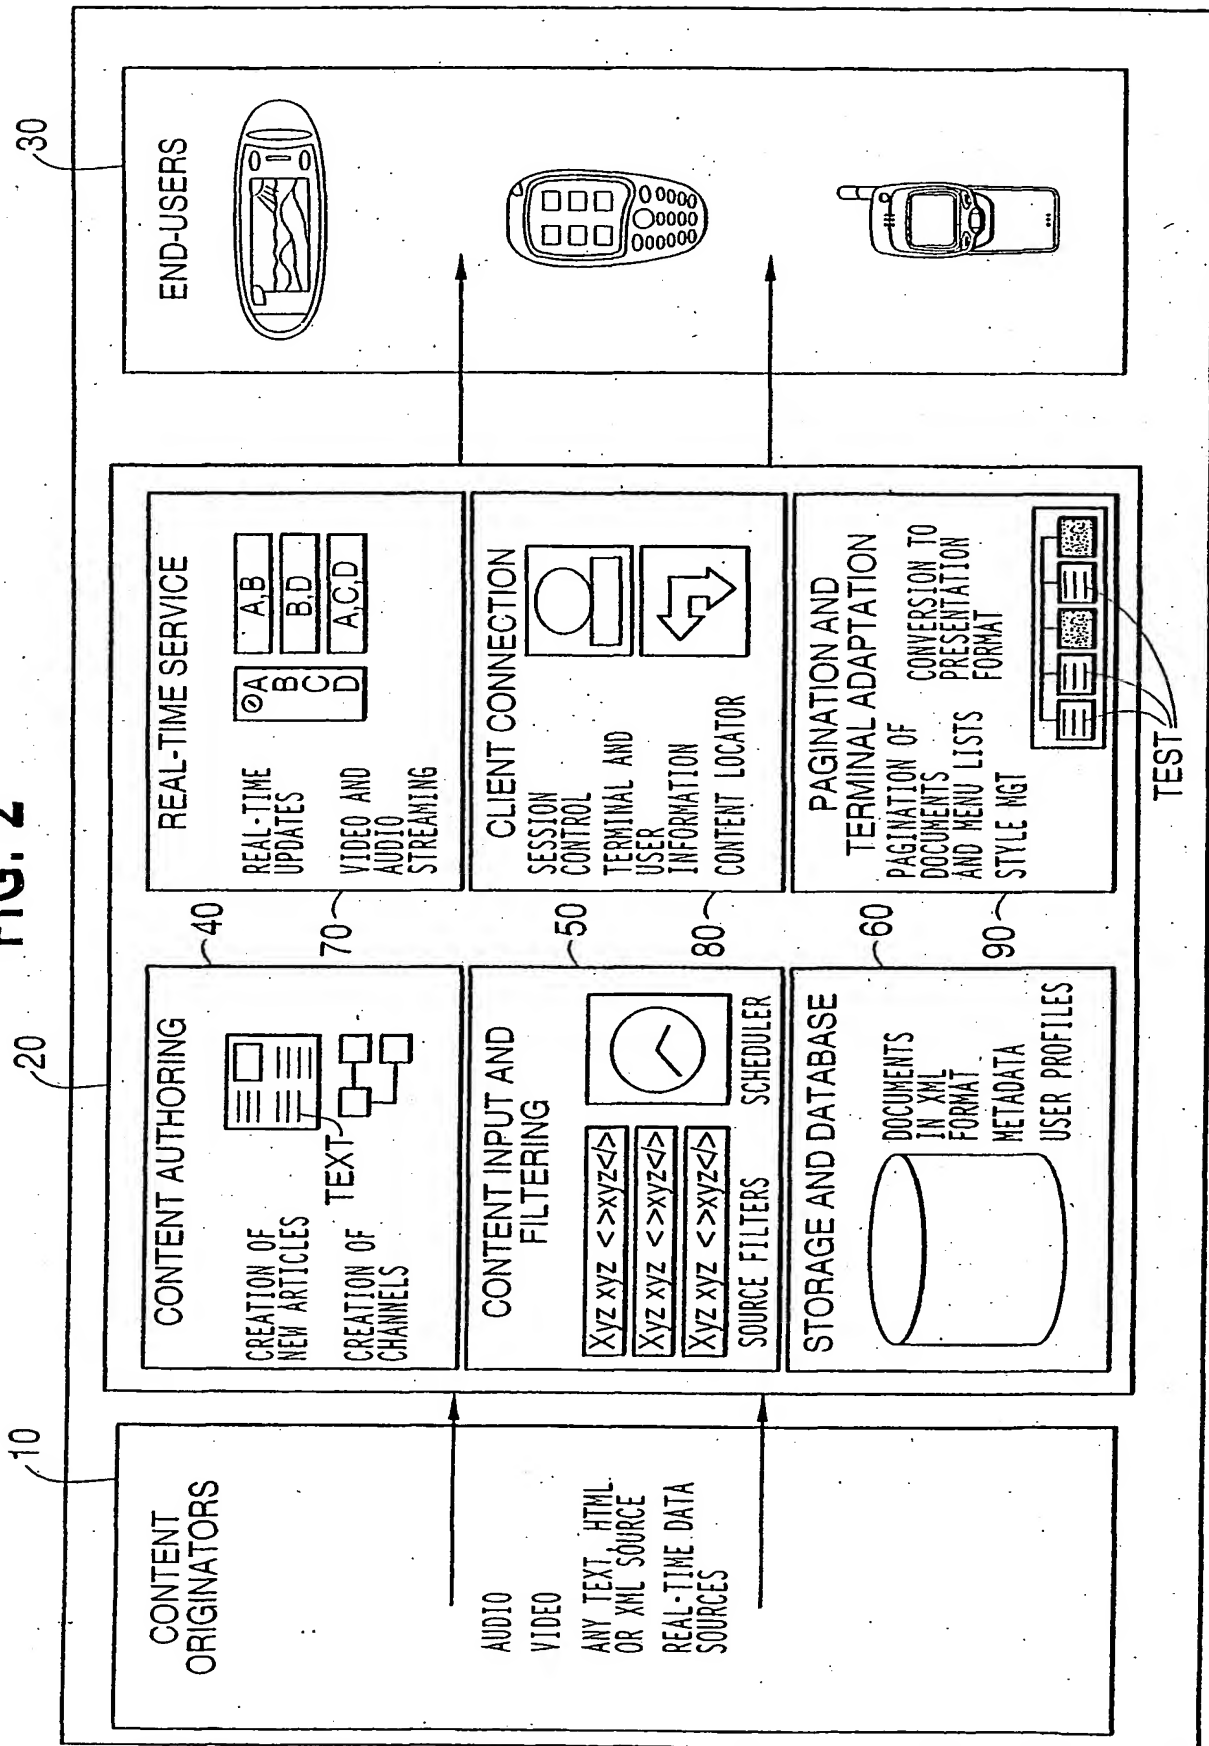 FIG. 2
10
CONTENT
ORIGINATORS
AUDIO
VIDEO
ANY TEXT, HTML
OR XML SOURCE
REAL-TIME DATA
SOURCES
20
40
CONTENT AUTHORING
CREATION OF
NEW ARTICLES
TEXT
CREATION OF
CHANNELS
50
CONTENT INPUT AND
FILTERING
Xyz xyz < >xyz</>
Xyz xyz < >xyz</>
Xyz xyz < >xyz</>
SOURCE FILTERS
SCHEDULER
60
STORAGE AND DATABASE
DOCUMENTS
IN XML
FORMAT
METADATA
USER PROFILES
70
REAL-TIME SERVICE
REAL-TIME
UPDATES
VIDEO AND
AUDIO
STREAMING
A
B
C
D
A,B
B,D
A,C,D
80
CLIENT CONNECTION
SESSION
CONTROL
TERMINAL AND
USER
INFORMATION
CONTENT LOCATOR
90
PAGINATION AND
TERMINAL ADAPTATION
PAGINATION OF
DOCUMENTS
AND MENU LISTS
STYLE MGT
CONVERSION TO
PRESENTATION
FORMAT
TEST
30
END-USERS